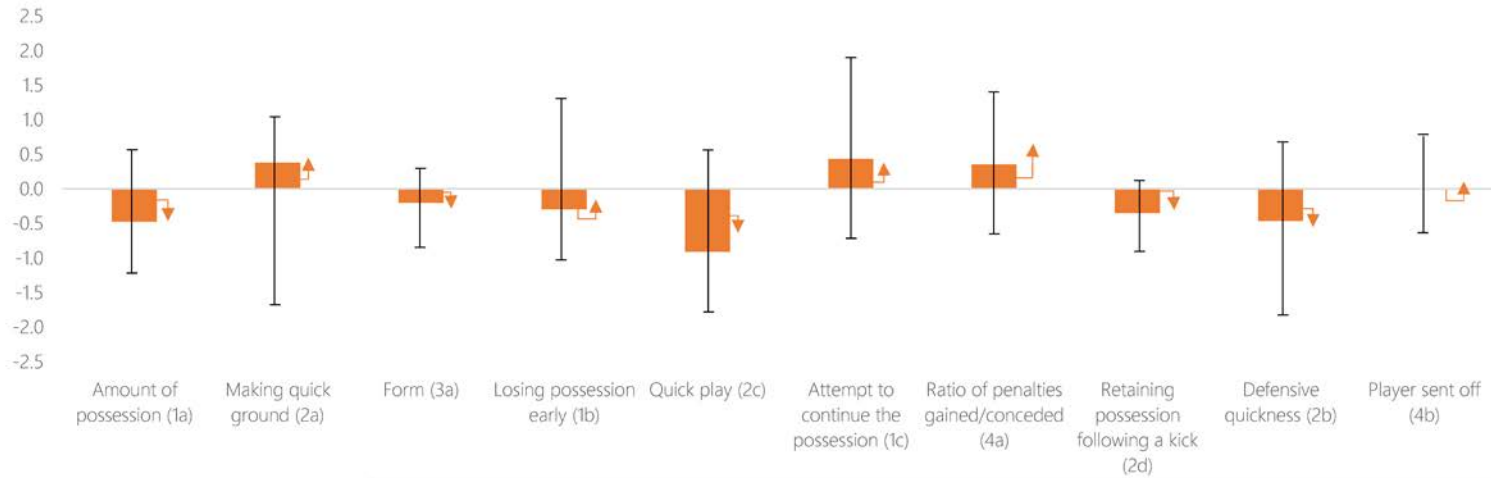 2.5
2.0
1.5
1.0
0.5
0.0
-0.5
-1.0
-1.5
-2.0
-2.5
Amount of
possession (1a)
Making quick
ground (2a)
Form (3a)
Losing possession
early (1b)
Quick play (2c)
Attempt to
continue the
possession (1c)
Ratio of penalties
gained/conceded
(4a)
Retaining
possession
following a kick
(2d)
Defensive
quickness (2b)
Player sent off
(4b)